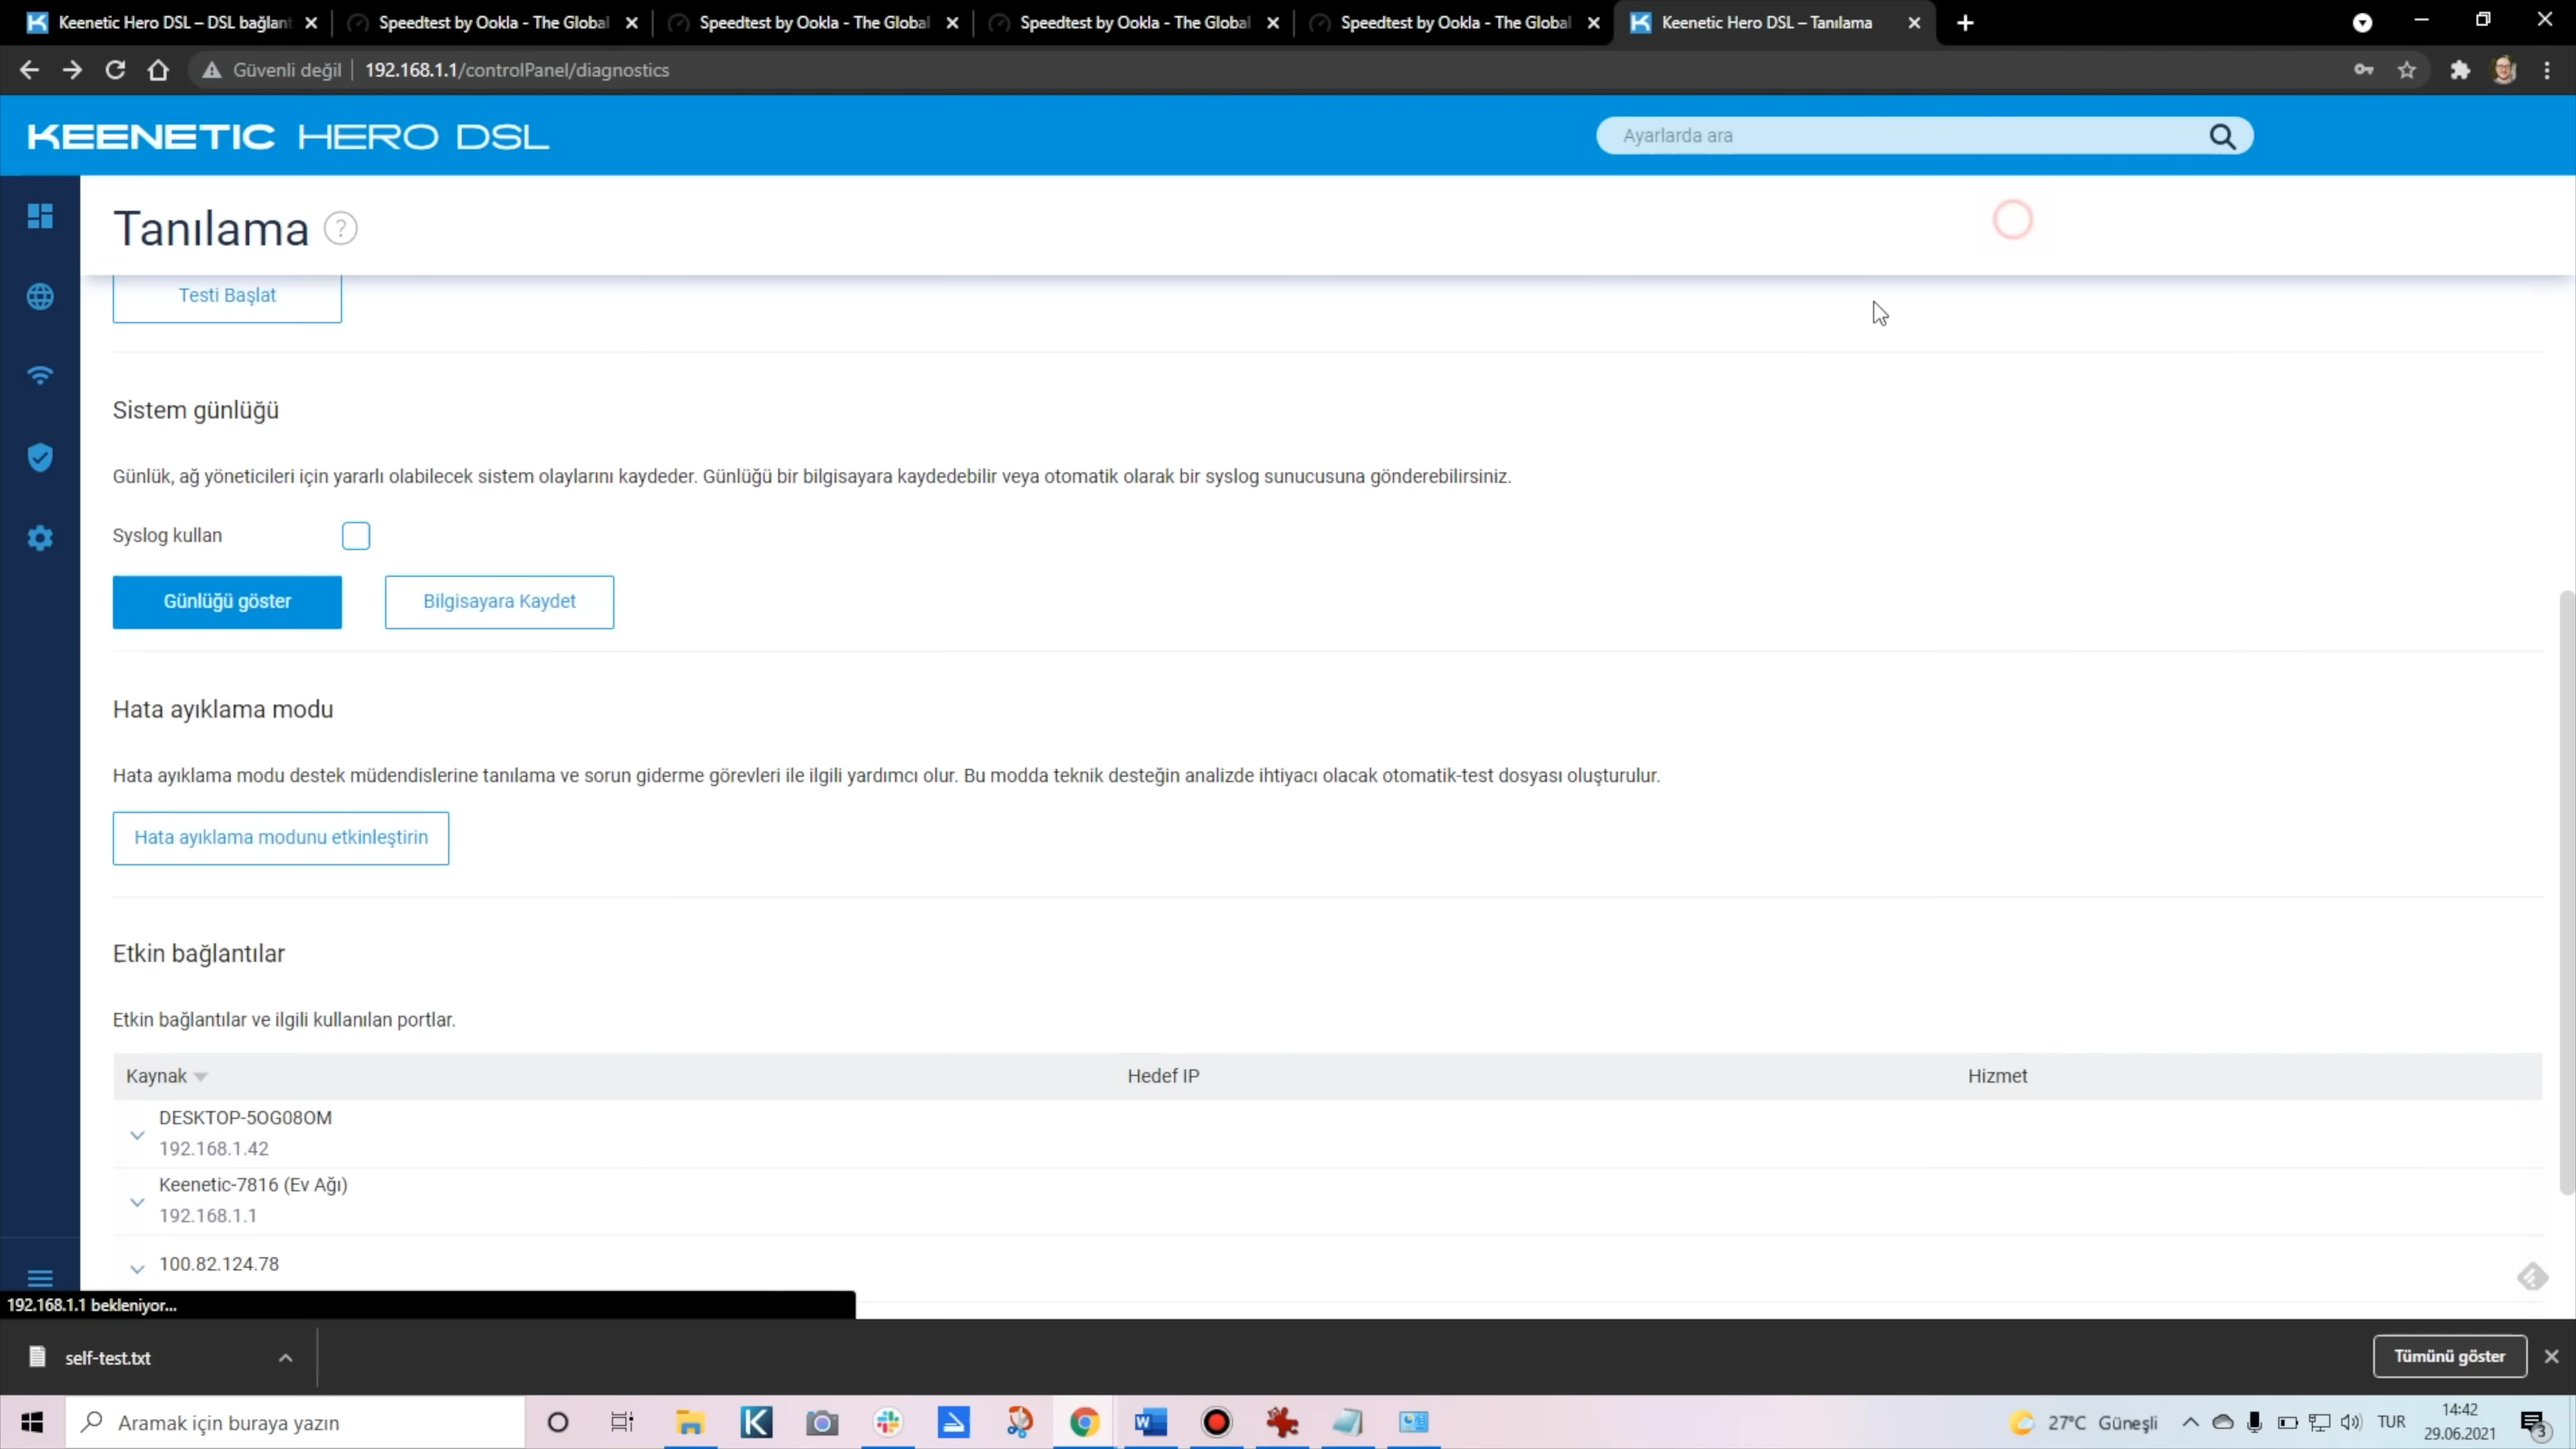 Keenetic Hero DSL – DSL bağlant
Speedtest by Ookla - The Global
Speedtest by Ookla - The Global
Speedtest by Ookla - The Global
Speedtest by Ookla - The Global
Keenetic Hero DSL – Tanılama
Güvenli değil
192.168.1.1/controlPanel/diagnostics
KEENETIC HERO DSL
Ayarlarda ara
Tanılama ?
Testi Başlat
Sistem günlüğü
Günlük, ağ yöneticileri için yararlı olabilecek sistem olaylarını kaydeder. Günlüğü bir bilgisayara kaydedebilir veya otomatik olarak bir syslog sunucusuna gönderebilirsiniz.
Syslog kullan
Günlüğü göster
Bilgisayara Kaydet
Hata ayıklama modu
Hata ayıklama modu destek müdendislerine tanılama ve sorun giderme görevleri ile ilgili yardımcı olur. Bu modda teknik desteğin analizde ihtiyacı olacak otomatik-test dosyası oluşturulur.
Hata ayıklama modunu etkinleştirin
Etkin bağlantılar
Etkin bağlantılar ve ilgili kullanılan portlar.
Kaynak
Hedef IP
Hizmet
DESKTOP-5OG08OM
192.168.1.42
Keenetic-7816 (Ev Ağı)
192.168.1.1
100.82.124.78
192.168.1.1 bekleniyor...
self-test.txt
Tümünü göster
Aramak için buraya yazın
27°C Güneşli
TUR
14:42
29.06.2021
3